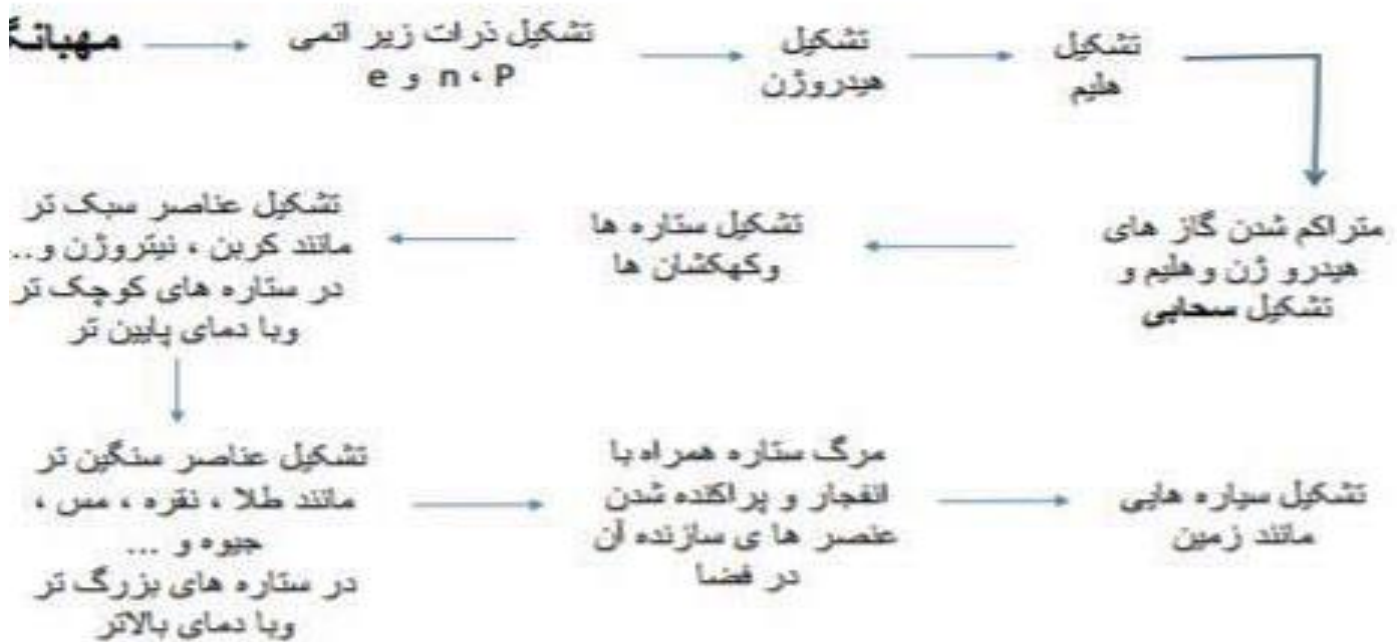 تشکیل ذرات زیر اتمی
e و n ، P
تشکیل
هیدروژن
تشکیل
هلیم
متراکم شدن گاز های
هیدرو ژن وهلیم و
تشکیل سحابی
تشکیل ستاره ها
وکهکشان ها
تشکیل عناصر سبک تر
مانند کربن ، نیتروژن و..
در ستاره های کوچک تر
وبا دمای پایین تر
تشکیل عناصر سنگین تر
مانند طلا ، نقره ، مس ،
جیوه و ...
در ستاره های بزرگ تر
وبا دمای بالاتر
مرگ ستاره همراه با
انفجار و پراکنده شدن
عنصر ها ی سازنده آن
در فضا
تشکیل سیاره هایی
مانند زمین